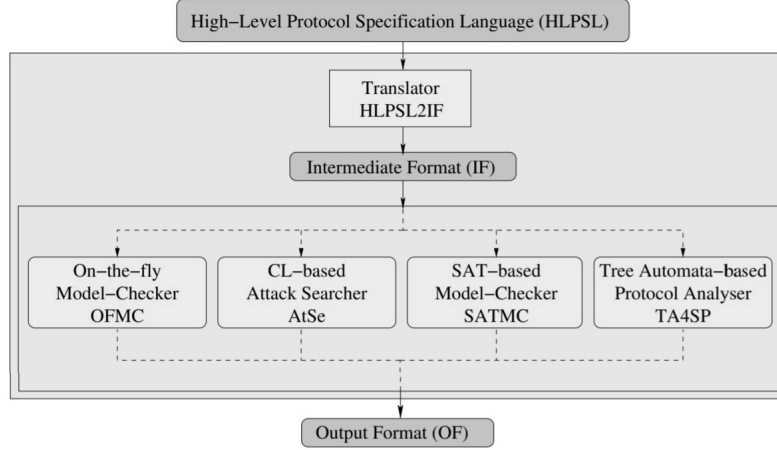 High−Level Protocol Specification Language (HLPSL)
Translator
HLPSL2IF
Intermediate Format (IF)
On−the−fly
Model−Checker
OFMC
CL−based
Attack Searcher
AtSe
SAT−based
Model−Checker
SATMC
Tree Automata−based
Protocol Analyser
TA4SP
Output Format (OF)